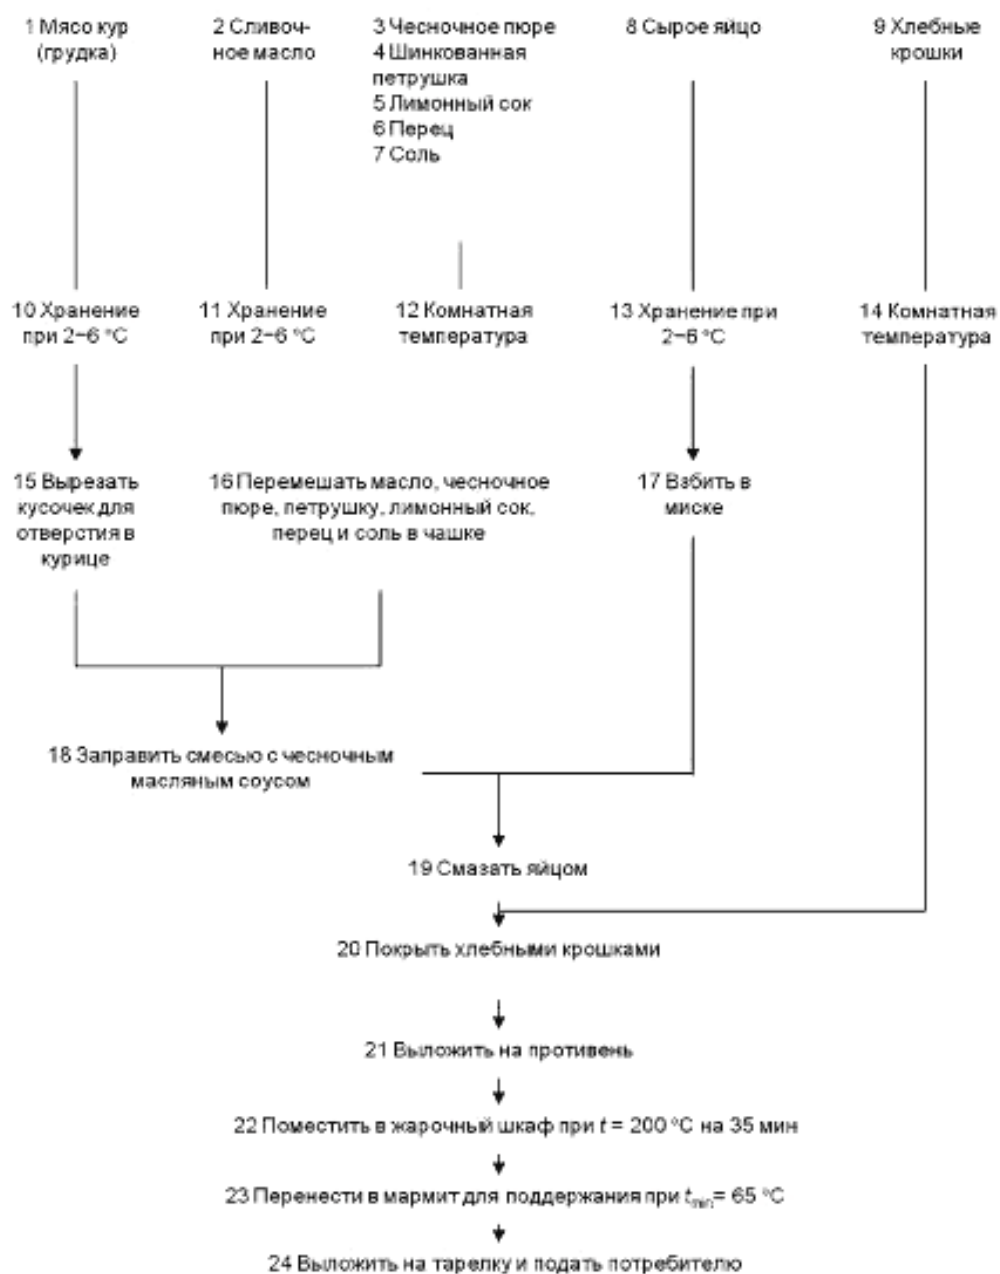 1 Мясо кур
(грудка)
2 Сливоч-
ное масло
3 Чесночное пюре
4 Шинкованная
петрушка
5 Лимонный сок
6 Перец
7 Соль
8 Сырое яйцо
9 Хлебные
крошки
10 Хранение
при 2–6 °C
11 Хранение
при 2–6 °C
12 Комнатная
температура
13 Хранение при
2–6 °C
14 Комнатная
температура
15 Вырезать
кусочек для
отверстия в
курице
16 Перемешать масло, чесночное
пюре, петрушку, лимонный сок,
перец и соль в чашке
17 Взбить в
миске
18 Заправить смесью с чесночным
масляным соусом
19 Смазать яйцом
20 Покрыть хлебными крошками
21 Выложить на противень
22 Поместить в жарочный шкаф при t = 200 °C на 35 мин
23 Перенести в мармит для поддержания при tmin = 65 °C
24 Выложить на тарелку и подать потребителю